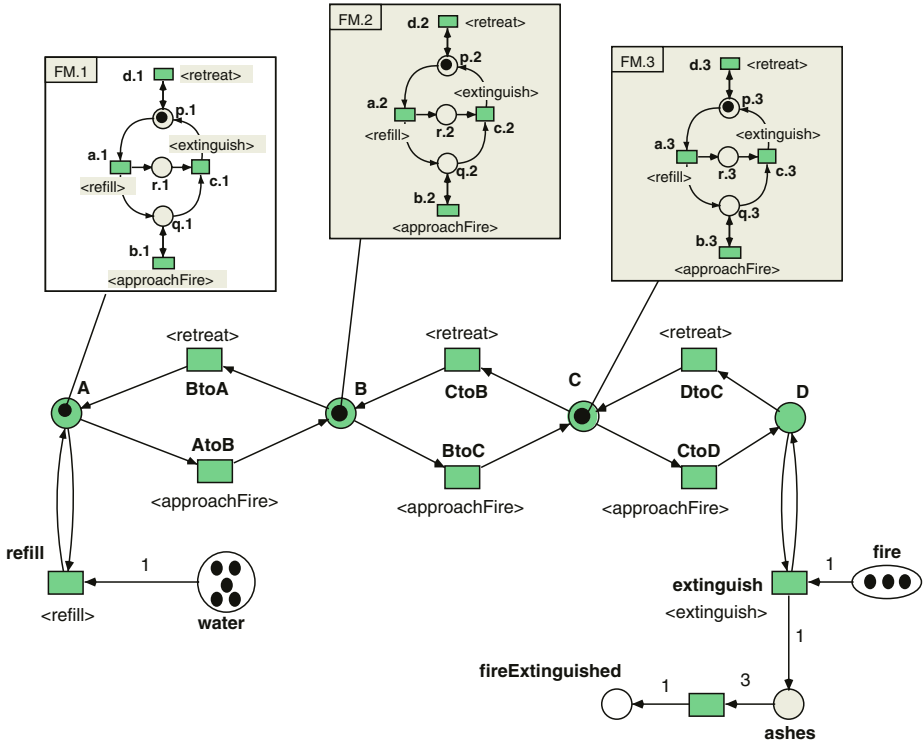 FM.1
d.1
<retreat>
p.1
<extinguish>
a.1
r.1
c.1
<refill>
q.1
b.1
<approachFire>
FM.2
d.2
<retreat>
p.2
<extinguish>
a.2
r.2
c.2
<refill>
q.2
b.2
<approachFire>
FM.3
d.3
<retreat>
p.3
<extinguish>
a.3
r.3
c.3
<refill>
q.3
b.3
<approachFire>
<retreat>
<retreat>
<retreat>
A
BtoA
B
CtoB
C
DtoC
D
AtoB
BtoC
CtoD
<approachFire>
<approachFire>
<approachFire>
refill
1
<refill>
water
extinguish
<extinguish>
1
fire
1
fireExtinguished
1
3
ashes